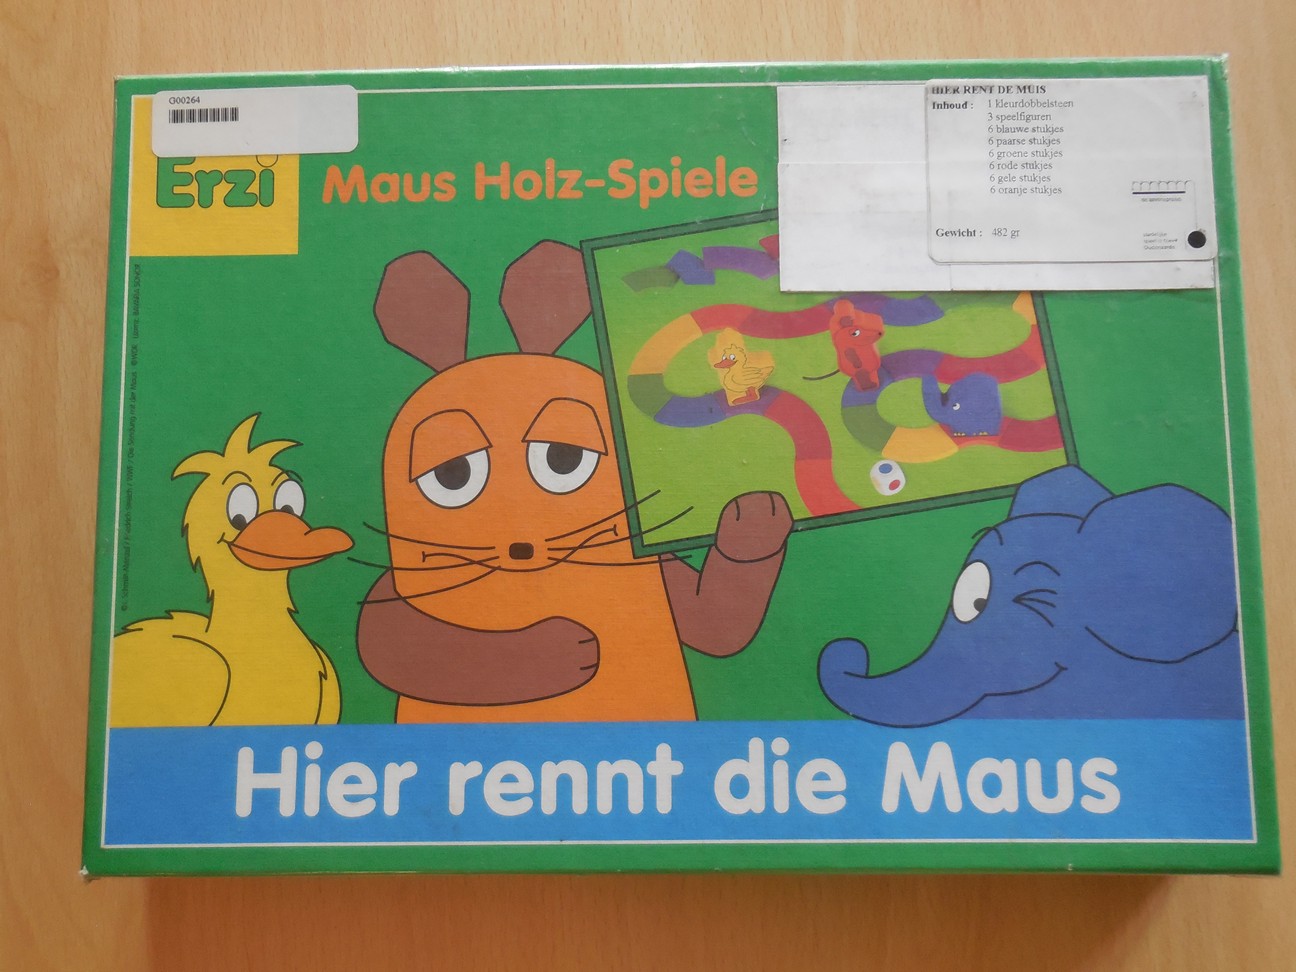 G00264
Erzi
Maus Holz-Spiele
HIER RENT DE MUIS
Inhoud : 1 kleurdobbelsteen
3 speelfiguren
6 blauwe stukjes
6 paarse stukjes
6 groene stukjes
6 rode stukjes
6 gele stukjes
6 oranje stukjes
Gewicht : 482 gr
Hier rennt die Maus